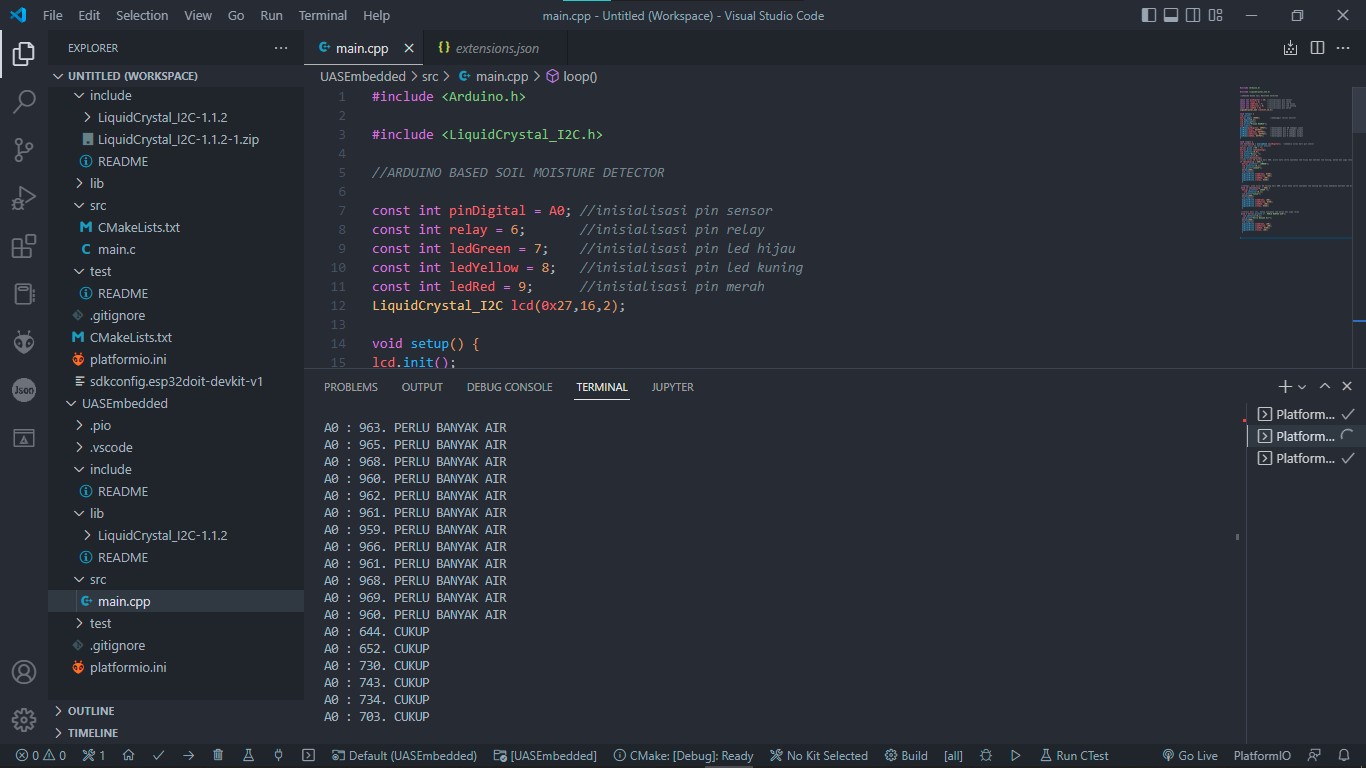 File Edit Selection View Go Run Terminal Help
main.cpp - Untitled (Workspace) - Visual Studio Code
EXPLORER
UNTITLED (WORKSPACE)
include
LiquidCrystal_I2C-1.1.2
LiquidCrystal_I2C-1.1.2-1.zip
README
lib
src
CMakeLists.txt
main.c
test
README
.gitignore
CMakeLists.txt
platformio.ini
sdkconfig.esp32doit-devkit-v1
UASEmbedded
.pio
.vscode
include
README
lib
LiquidCrystal_I2C-1.1.2
README
src
main.cpp
test
.gitignore
platformio.ini
OUTLINE
TIMELINE
main.cpp extensions.json
UASEmbedded > src > main.cpp > loop()
1 #include <Arduino.h>
2
3 #include <LiquidCrystal_I2C.h>
4
5 //ARDUINO BASED SOIL MOISTURE DETECTOR
6
7 const int pinDigital = A0; //inisialisasi pin sensor
8 const int relay = 6; //inisialisasi pin relay
9 const int ledGreen = 7; //inisialisasi pin led hijau
10 const int ledYellow = 8; //inisialisasi pin led kuning
11 const int ledRed = 9; //inisialisasi pin merah
12 LiquidCrystal_I2C lcd(0x27,16,2);
13
14 void setup() {
15 lcd.init();
PROBLEMS OUTPUT DEBUG CONSOLE TERMINAL JUPYTER
A0 : 963. PERLU BANYAK AIR
A0 : 965. PERLU BANYAK AIR
A0 : 968. PERLU BANYAK AIR
A0 : 960. PERLU BANYAK AIR
A0 : 962. PERLU BANYAK AIR
A0 : 961. PERLU BANYAK AIR
A0 : 959. PERLU BANYAK AIR
A0 : 966. PERLU BANYAK AIR
A0 : 961. PERLU BANYAK AIR
A0 : 968. PERLU BANYAK AIR
A0 : 969. PERLU BANYAK AIR
A0 : 960. PERLU BANYAK AIR
A0 : 644. CUKUP
A0 : 652. CUKUP
A0 : 730. CUKUP
A0 : 743. CUKUP
A0 : 734. CUKUP
A0 : 703. CUKUP
Platform...
Platform...
Platform...
Json
0 0 1 Default (UASEmbedded) [UASEmbedded] CMake: [Debug]: Ready No Kit Selected Build [all] Run CTest Go Live PlatformIO